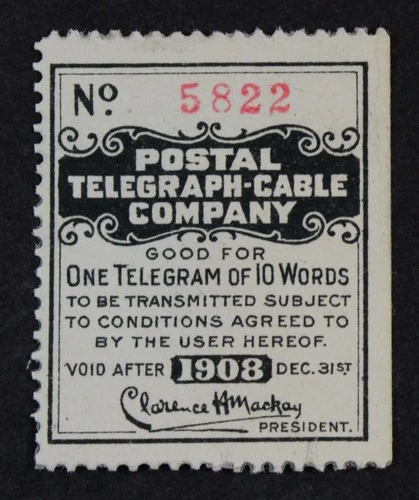 No. 5822
POSTAL
TELEGRAPH-CABLE
COMPANY
GOOD FOR
ONE TELEGRAM OF 10 WORDS
TO BE TRANSMITTED SUBJECT
TO CONDITIONS AGREED TO
BY THE USER HEREOF.
VOID AFTER 1908 DEC. 31ST.
Clarence H Mackay
PRESIDENT.